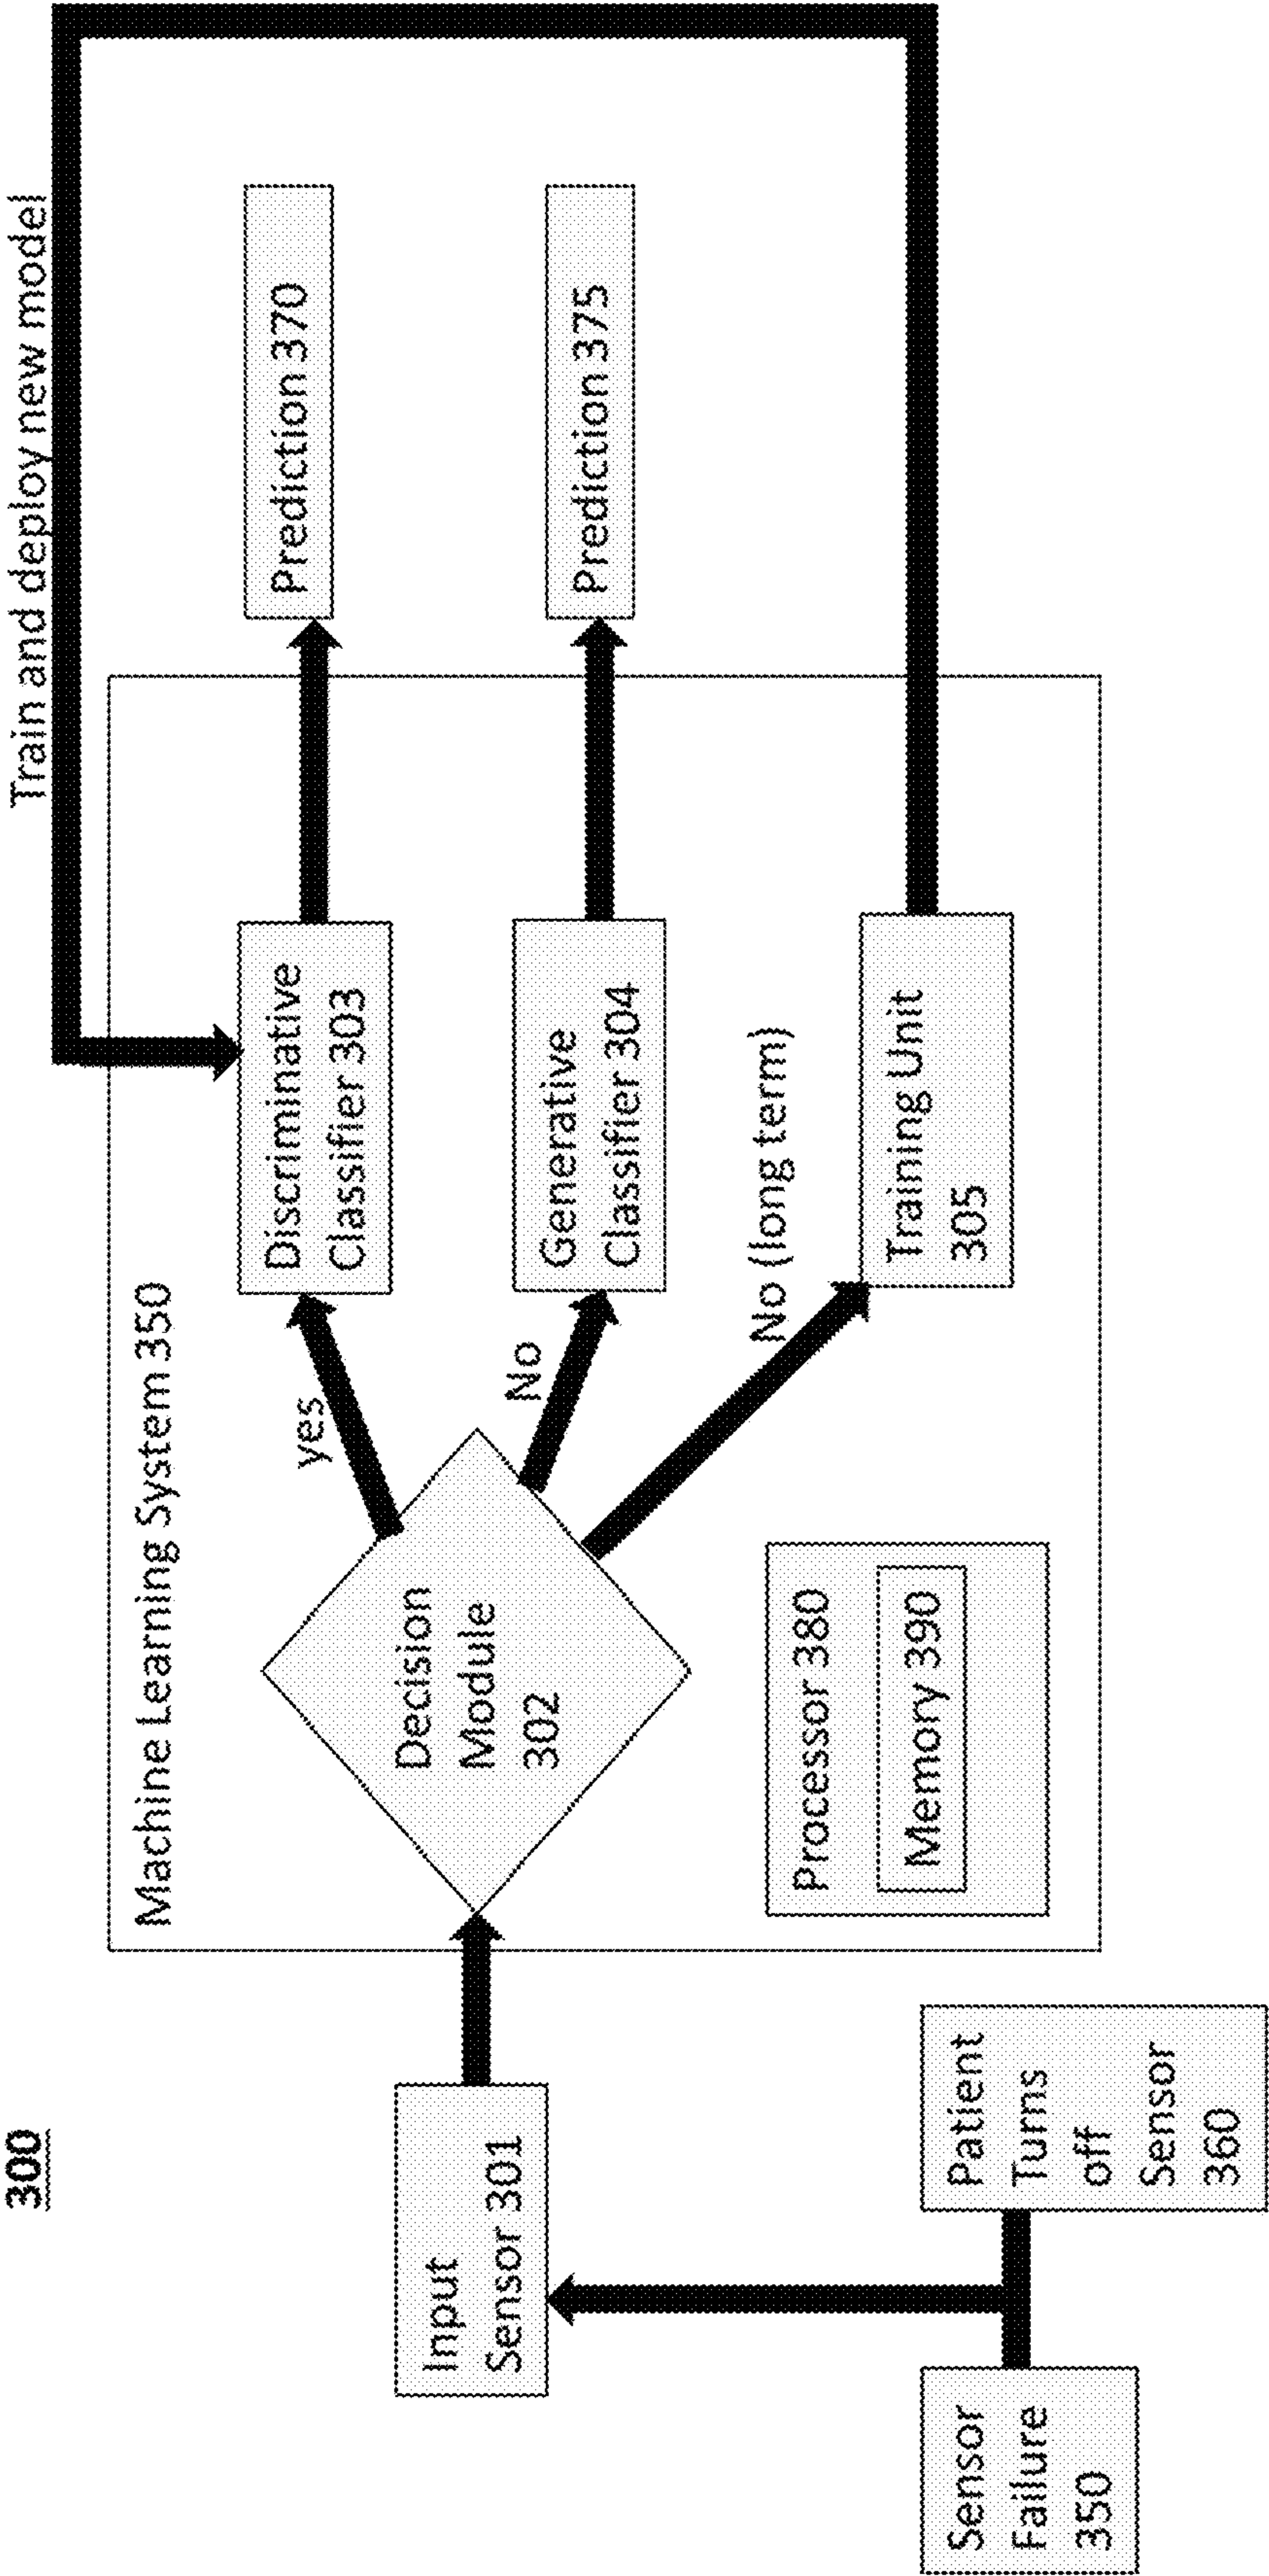 300
Train and deploy new model
Machine Learning System 350
Input
Sensor 301
Decision
Module
302
yes
No
No (long term)
Discriminative
Classifier 303
Generative
Classifier 304
Training Unit
305
Prediction 370
Prediction 375
Processor 380
Memory 390
Sensor
Failure
350
Patient
Turns
off
Sensor
360